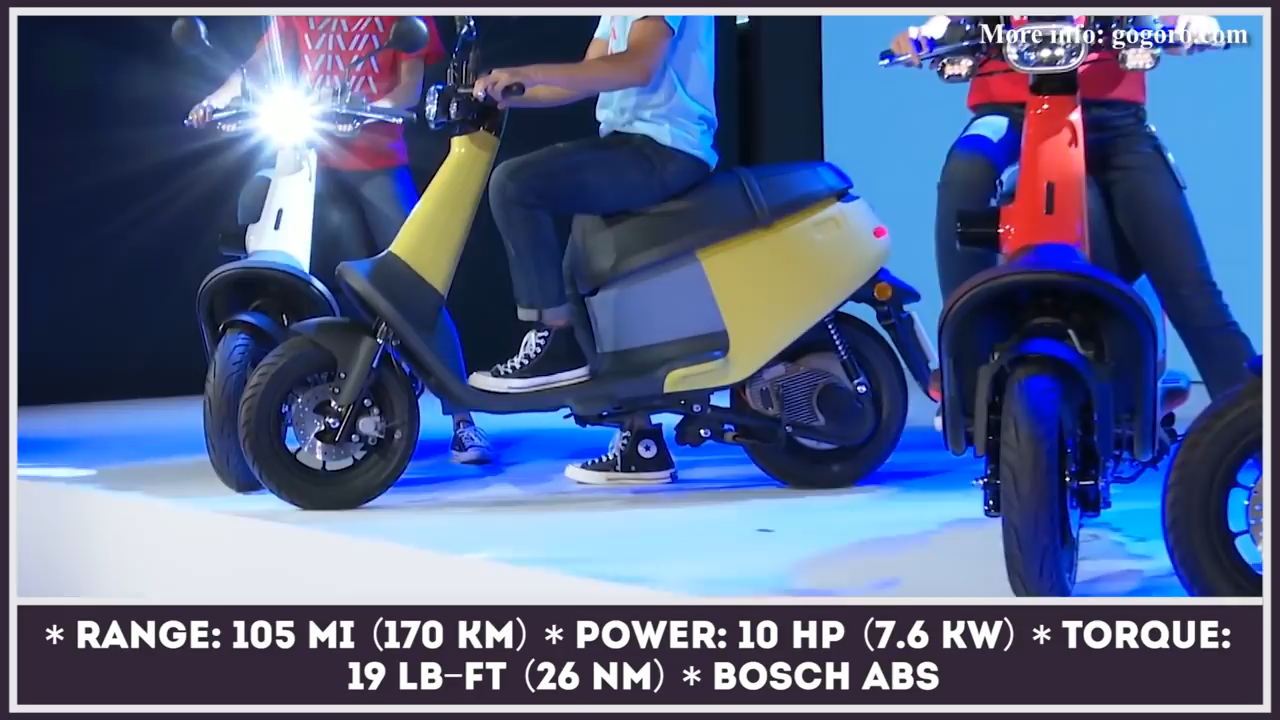 More info: gogoro.com
* RANGE: 105 MI (170 KM) * POWER: 10 HP (7.6 KW) * TORQUE:
19 LB-FT (26 NM) * BOSCH ABS